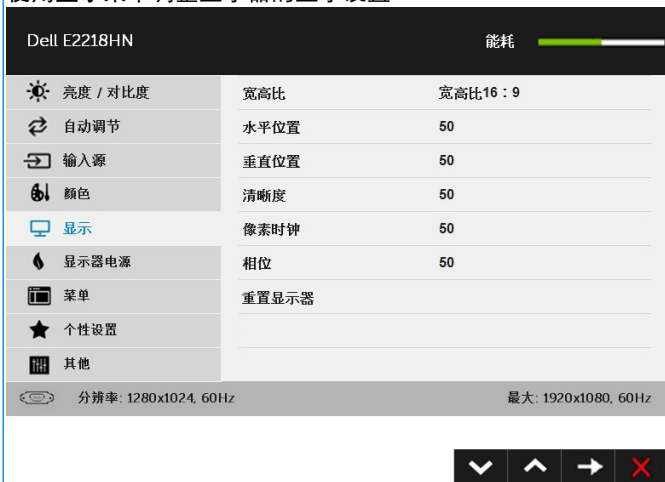 Dell E2218HN 能耗
亮度 / 对比度 宽高比 宽高比16：9
自动调节 水平位置 50
输入源 垂直位置 50
颜色 清晰度 50
显示 像素时钟 50
显示器电源 相位 50
菜单 重置显示器
个性设置
其他
分辨率: 1280x1024, 60Hz 最大: 1920x1080, 60Hz